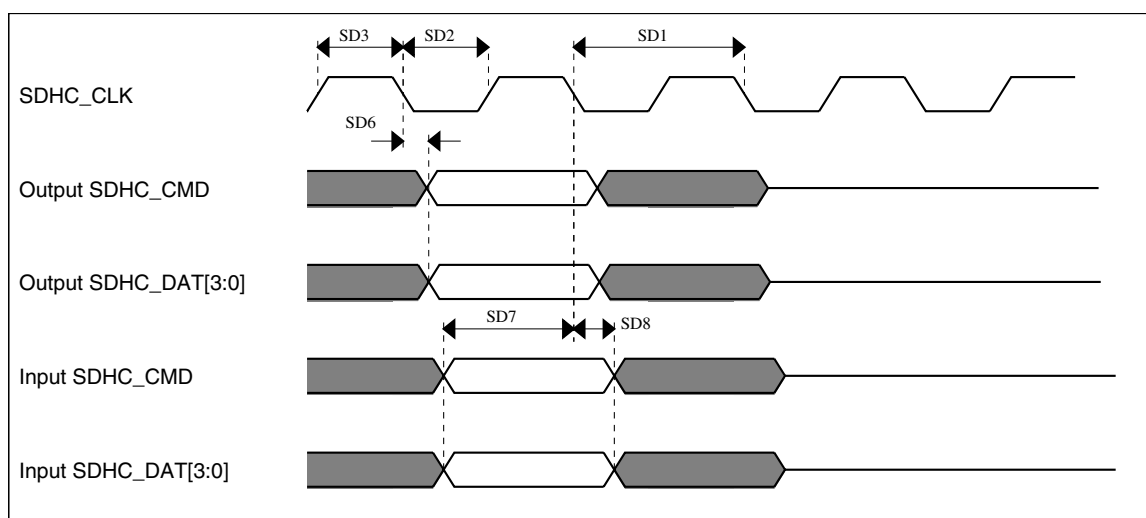 SD3
SD2
SD1
SDHC_CLK
SD6
Output SDHC_CMD
Output SDHC_DAT[3:0]
SD7
SD8
Input SDHC_CMD
Input SDHC_DAT[3:0]